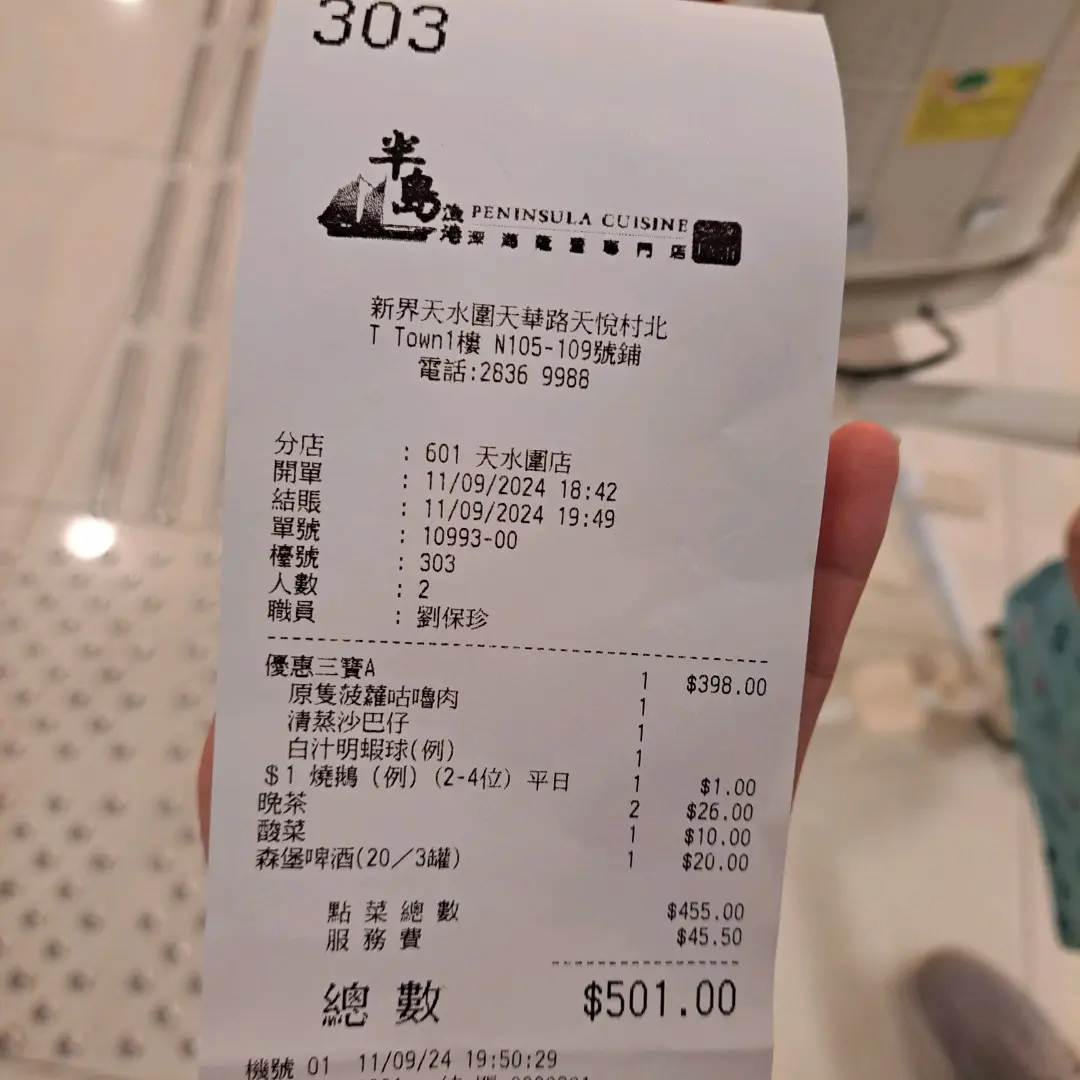 303
半島
漁港
PENINSULA CUISINE
深海龍躉專門店
新界天水圍天華路天悅村北
T Town1樓 N105-109號鋪
電話:2836 9988
分店 : 601 天水圍店
開單 : 11/09/2024 18:42
結賬 : 11/09/2024 19:49
單號 : 10993-00
檯號 : 303
人數 : 2
職員 : 劉保珍
優惠三寶A 1 $398.00
原隻菠蘿咕嚕肉 1
清蒸沙巴仔 1
白汁明蝦球(例) 1
$1 燒鵝 (例) (2-4位) 平日 1 $1.00
晚茶 2 $26.00
酸菜 1 $10.00
森堡啤酒(20/3罐) 1 $20.00
點菜總數 $455.00
服務費 $45.50
總數 $501.00
機號 01 11/09/24 19:50:29